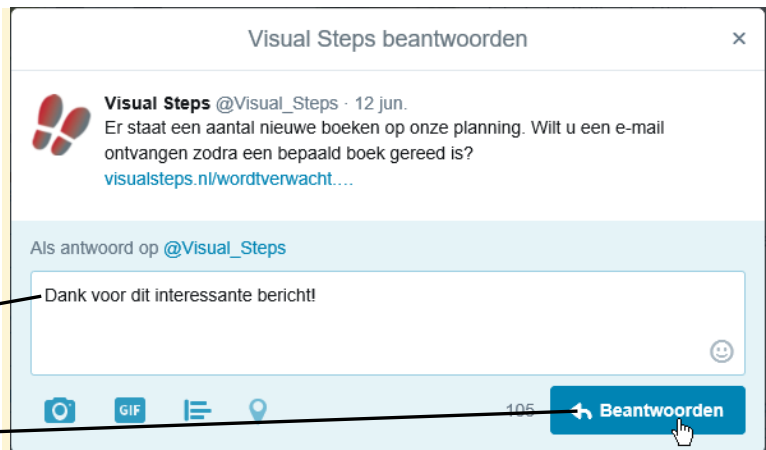 Visual Steps beantwoorden
Visual Steps @Visual_Steps · 12 jun.
Er staat een aantal nieuwe boeken op onze planning. Wilt u een e-mail
ontvangen zodra een bepaald boek gereed is?
visualsteps.nl/wordtverwacht....
Als antwoord op @Visual_Steps
Dank voor dit interessante bericht!
GIF
105 Beantwoorden